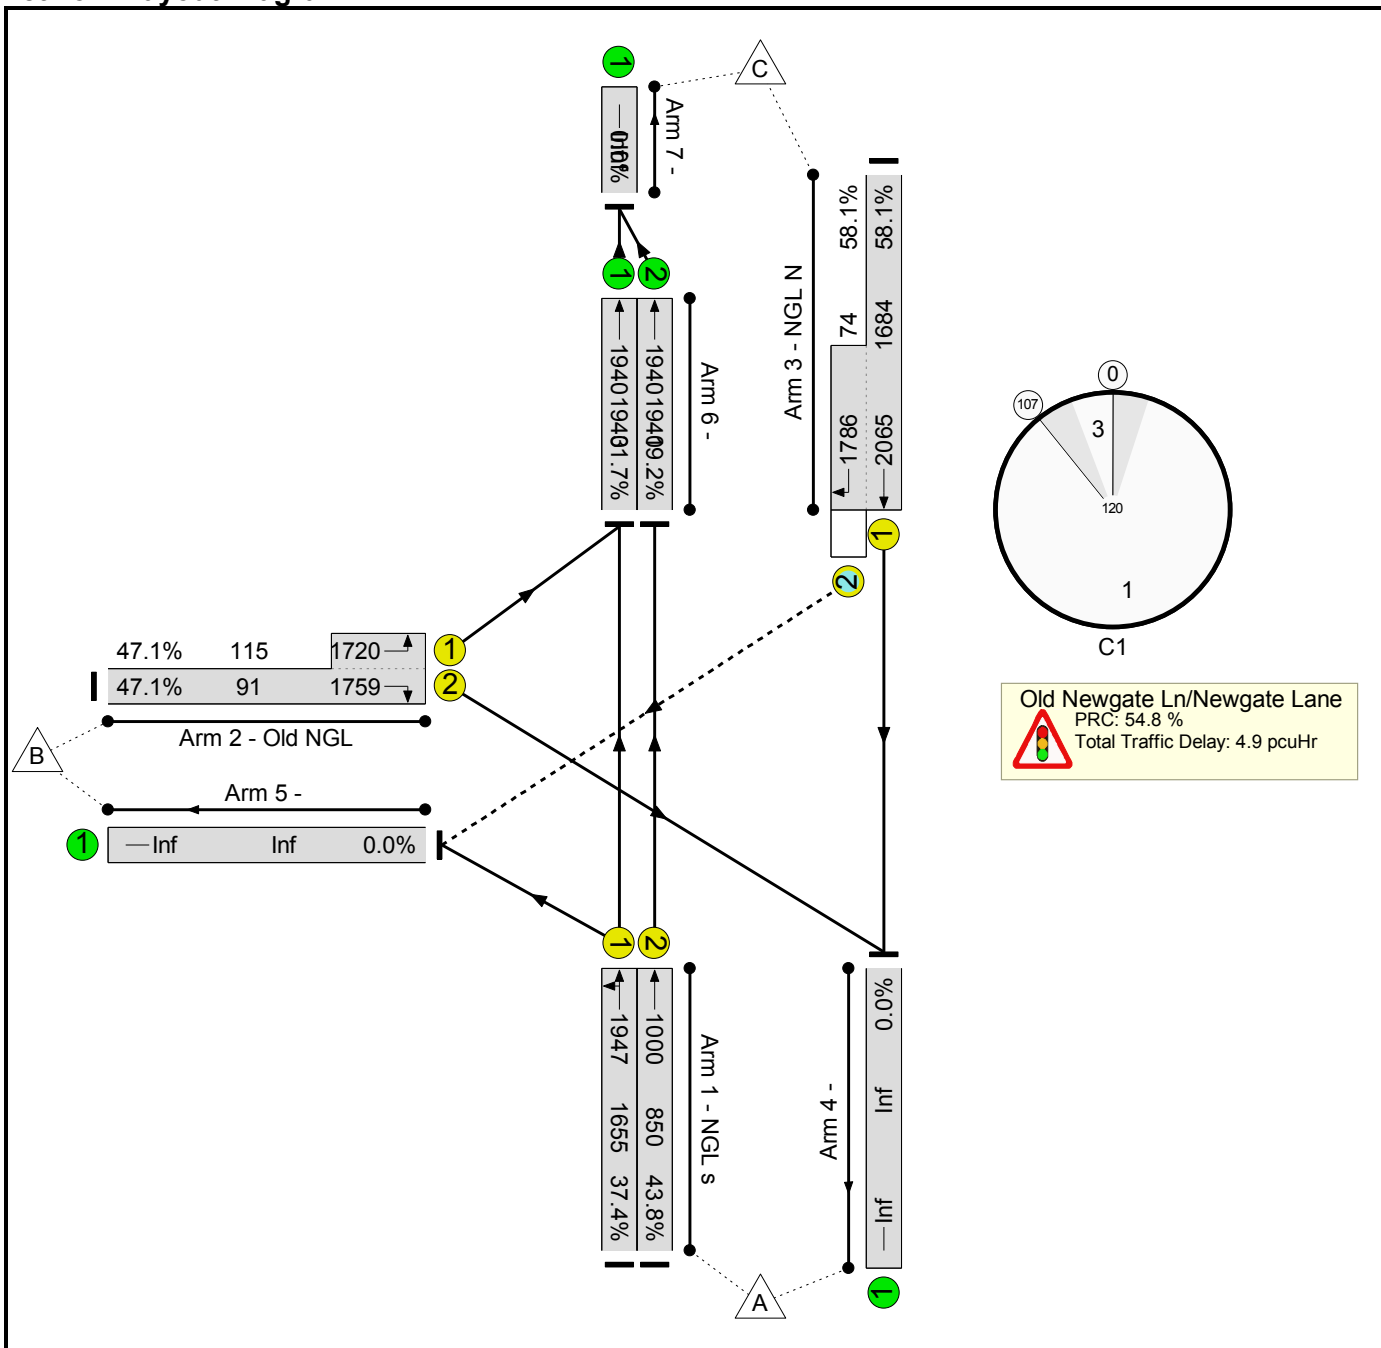 1
C
Arm 7 -
1
2
1940 1940
1940 1940
Arm 6 -
Arm 3 - NGL N
58.1%
74
1786
58.1%
1684
2065
1
2
0
107
3
120
1
C1
Old Newgate Ln/Newgate Lane
PRC: 54.8 %
Total Traffic Delay: 4.9 pcuHr
47.1% 115 1720
1
47.1% 91 1759
2
Arm 2 - Old NGL
B
Arm 5 -
1
Inf Inf 0.0%
1
2
1947 1655 37.4%
1000 850 43.8%
Arm 1 - NGL s
Arm 4 -
0.0% Inf Inf
1
A